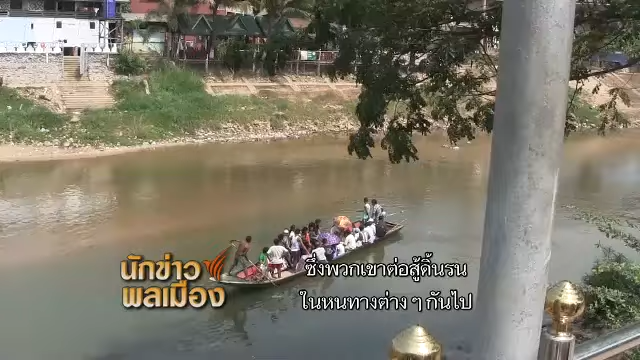 นักข่าว
พลเมือง
ซึ่งพวกเขาต่อสู้ดิ้นรน
ในหนทางต่าง ๆ กันไป